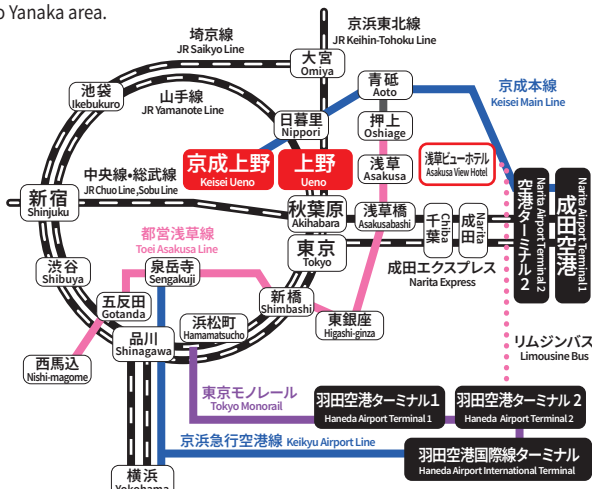 o Yanaka area.
埼京線
JR Saikyo Line
京浜東北線
JR Keihin-Tohoku Line
大宮
Omiya
池袋
Ikebukuro
山手線
JR Yamanote Line
青砥
Aoto
京成本線
Keisei Main Line
日暮里
Nippori
押上
Oshiage
京成上野
Keisei Ueno
上野
Ueno
浅草
Asakusa
浅草ビューホテル
Asakusa View Hotel
中央線・総武線
JR Chuo Line ,Sobu Line
新宿
Shinjuku
秋葉原
Akihabara
浅草橋
Asakusabashi
千葉
Chiba
成田
Narita
空港ターミナル2
Narita Airport Terminal 2
成田空港
Narita Airport Terminal 1
都営浅草線
Toei Asakusa Line
東京
Tokyo
成田エクスプレス
Narita Express
渋谷
Shibuya
泉岳寺
Sengakuji
五反田
Gotanda
新橋
Shimbashi
浜松町
Hamamatsucho
東銀座
Higashi-ginza
品川
Shinagawa
リムジンバス
Limousine Bus
西馬込
Nishi-magome
東京モノレール
Tokyo Monorail
羽田空港ターミナル1
Haneda Airport Terminal 1
羽田空港ターミナル2
Haneda Airport Terminal 2
京浜急行空港線 Keikyu Airport Line
羽田空港国際線ターミナル
Haneda Airport International Terminal
横浜
Yokohama